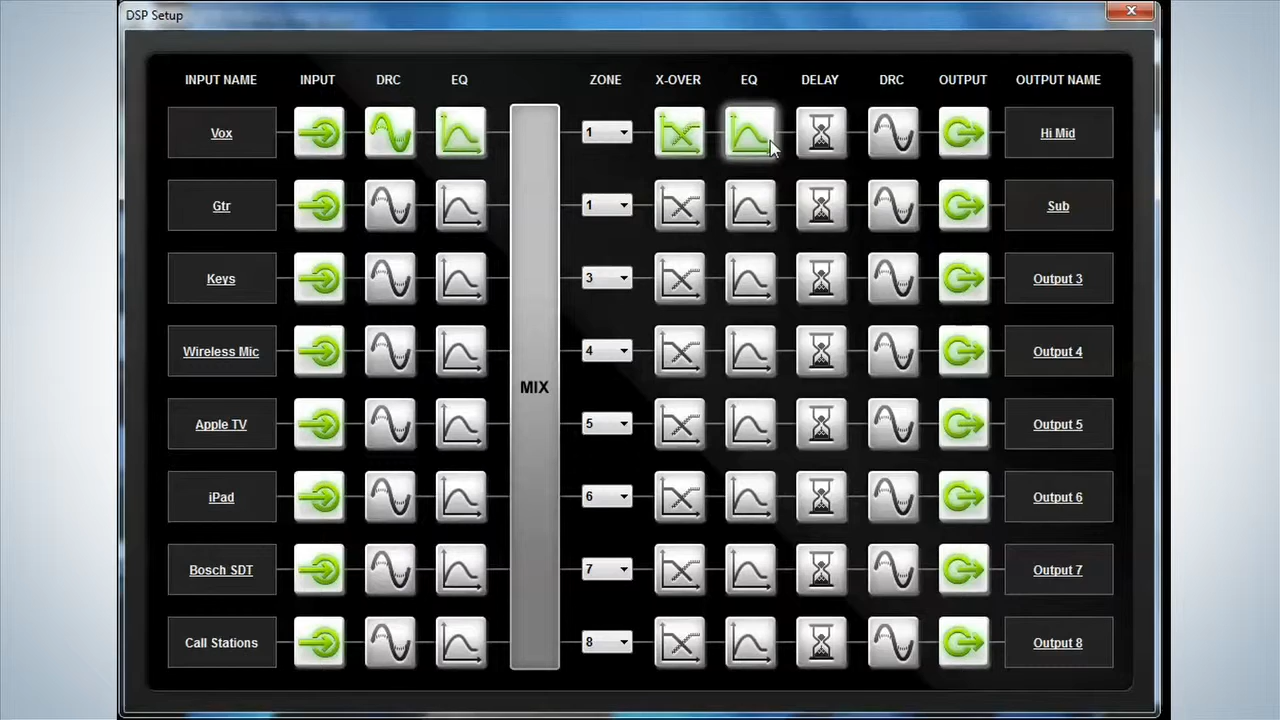 DSP Setup
INPUT NAME INPUT DRC EQ ZONE X-OVER EQ DELAY DRC OUTPUT OUTPUT NAME
Vox 1 Hi Mid
Gtr 1 Sub
Keys 3 Output 3
Wireless Mic 4 Output 4
MIX
Apple TV 5 Output 5
iPad 6 Output 6
Bosch SDT 7 Output 7
Call Stations 8 Output 8